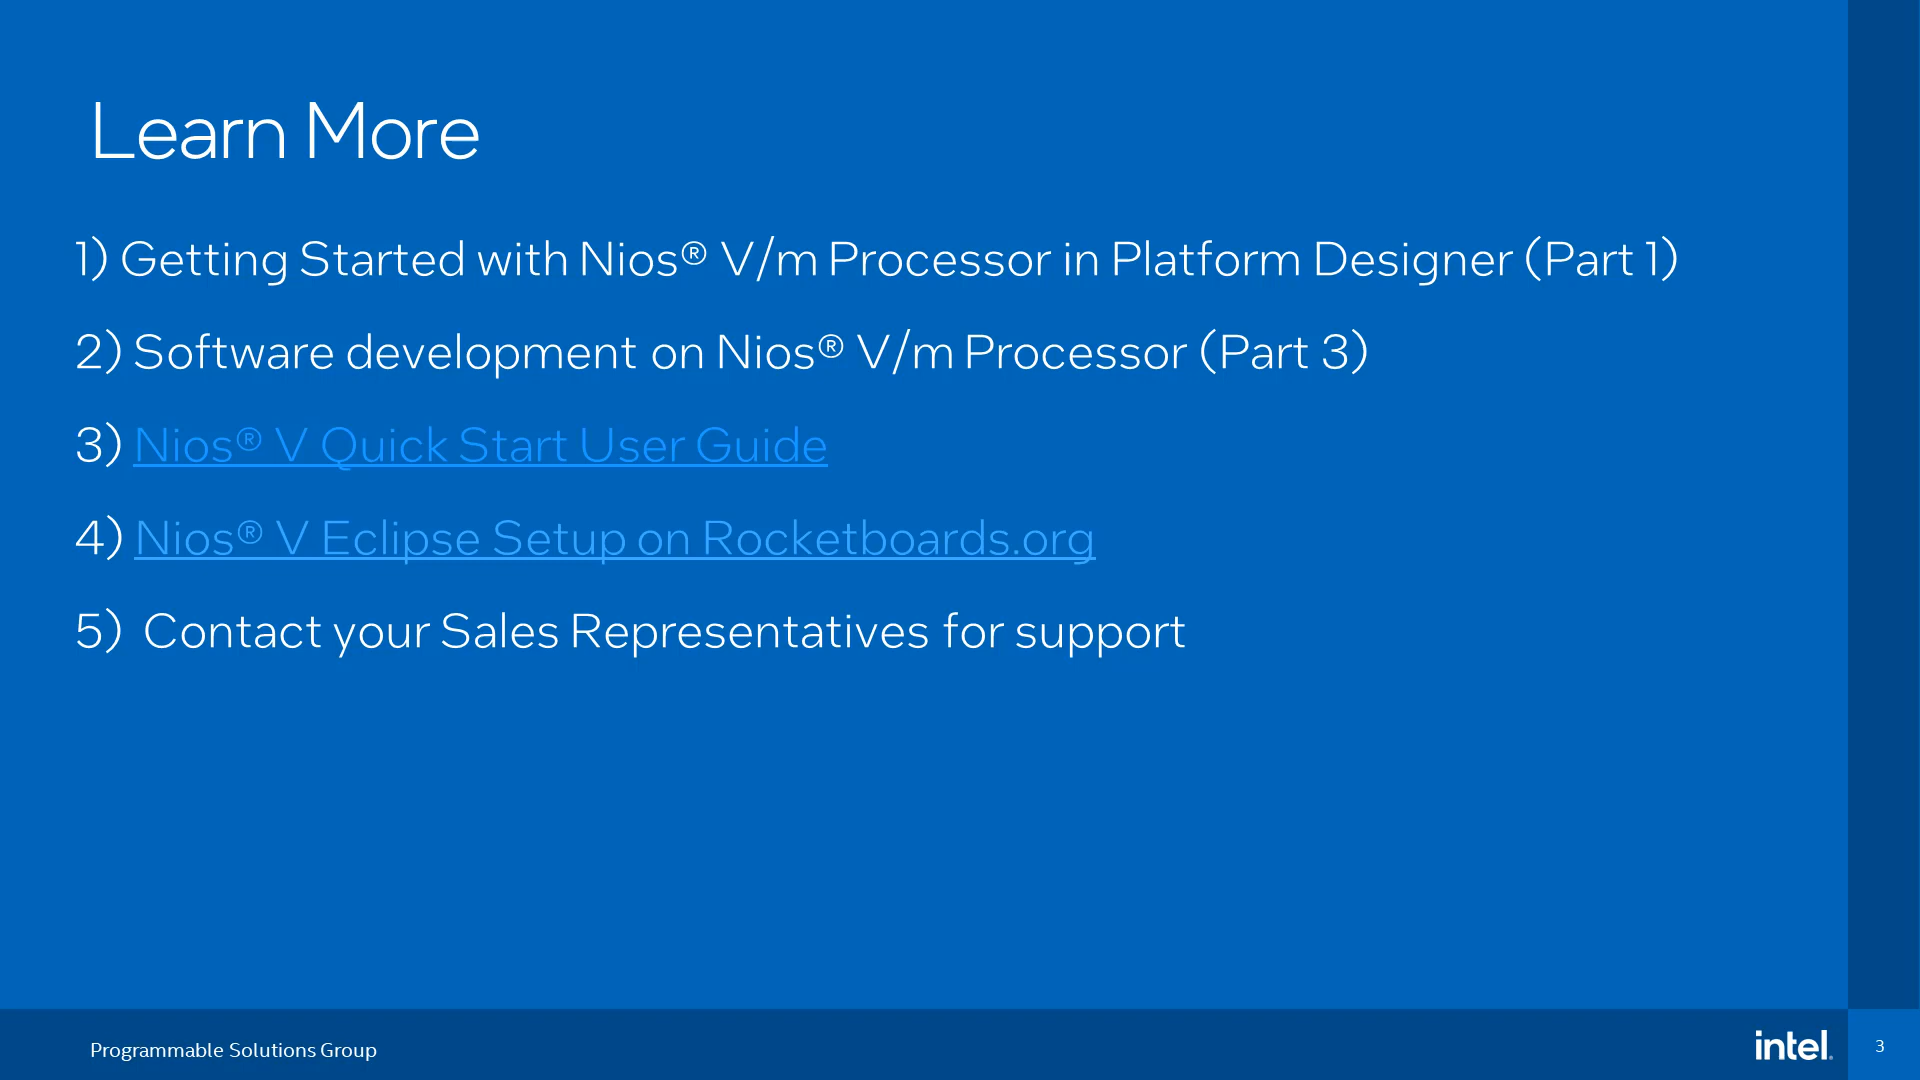 Learn More
1) Getting Started with Nios® V/m Processor in Platform Designer (Part 1)
2) Software development on Nios® V/m Processor (Part 3)
3) Nios® V Quick Start User Guide
4) Nios® V Eclipse Setup on Rocketboards.org
5) Contact your Sales Representatives for support
Programmable Solutions Group
intel.
3